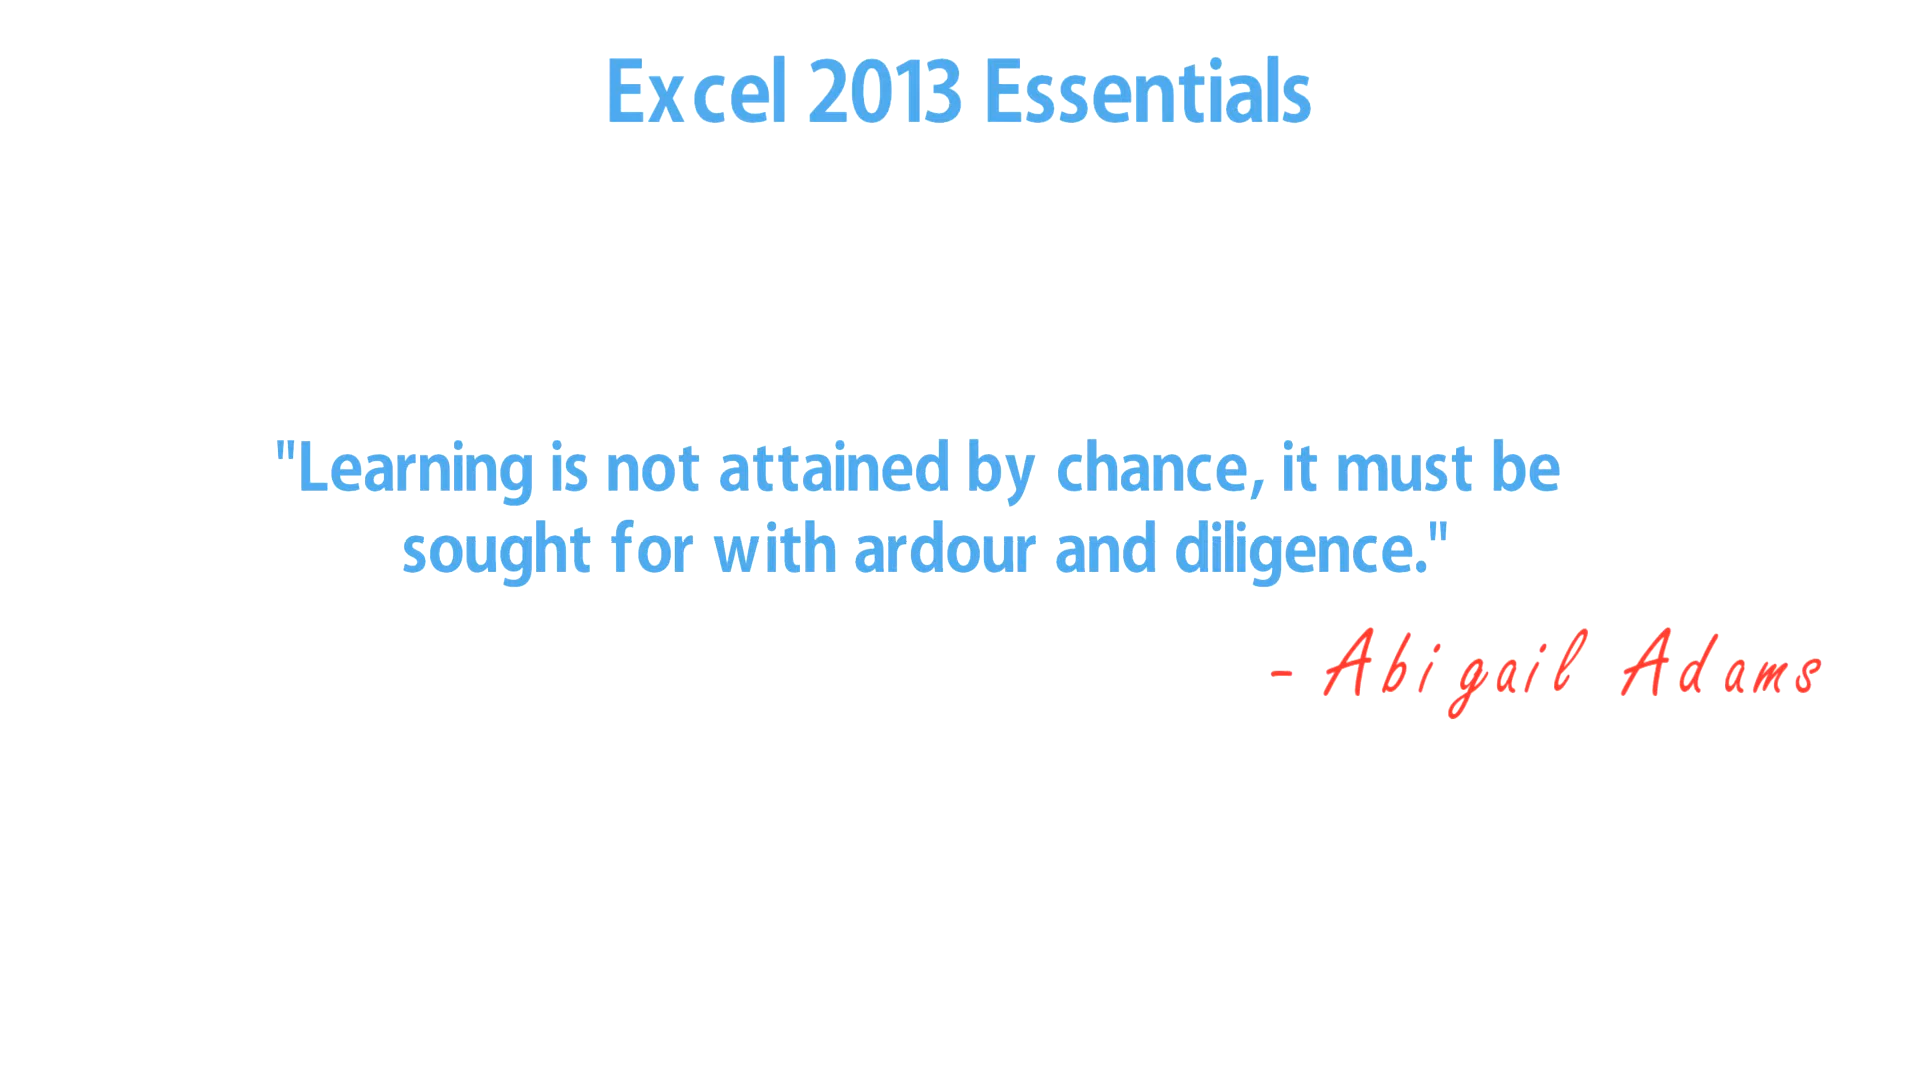 Excel 2013 Essentials
"Learning is not attained by chance, it must be
sought for with ardour and diligence."
- Abigail Adams